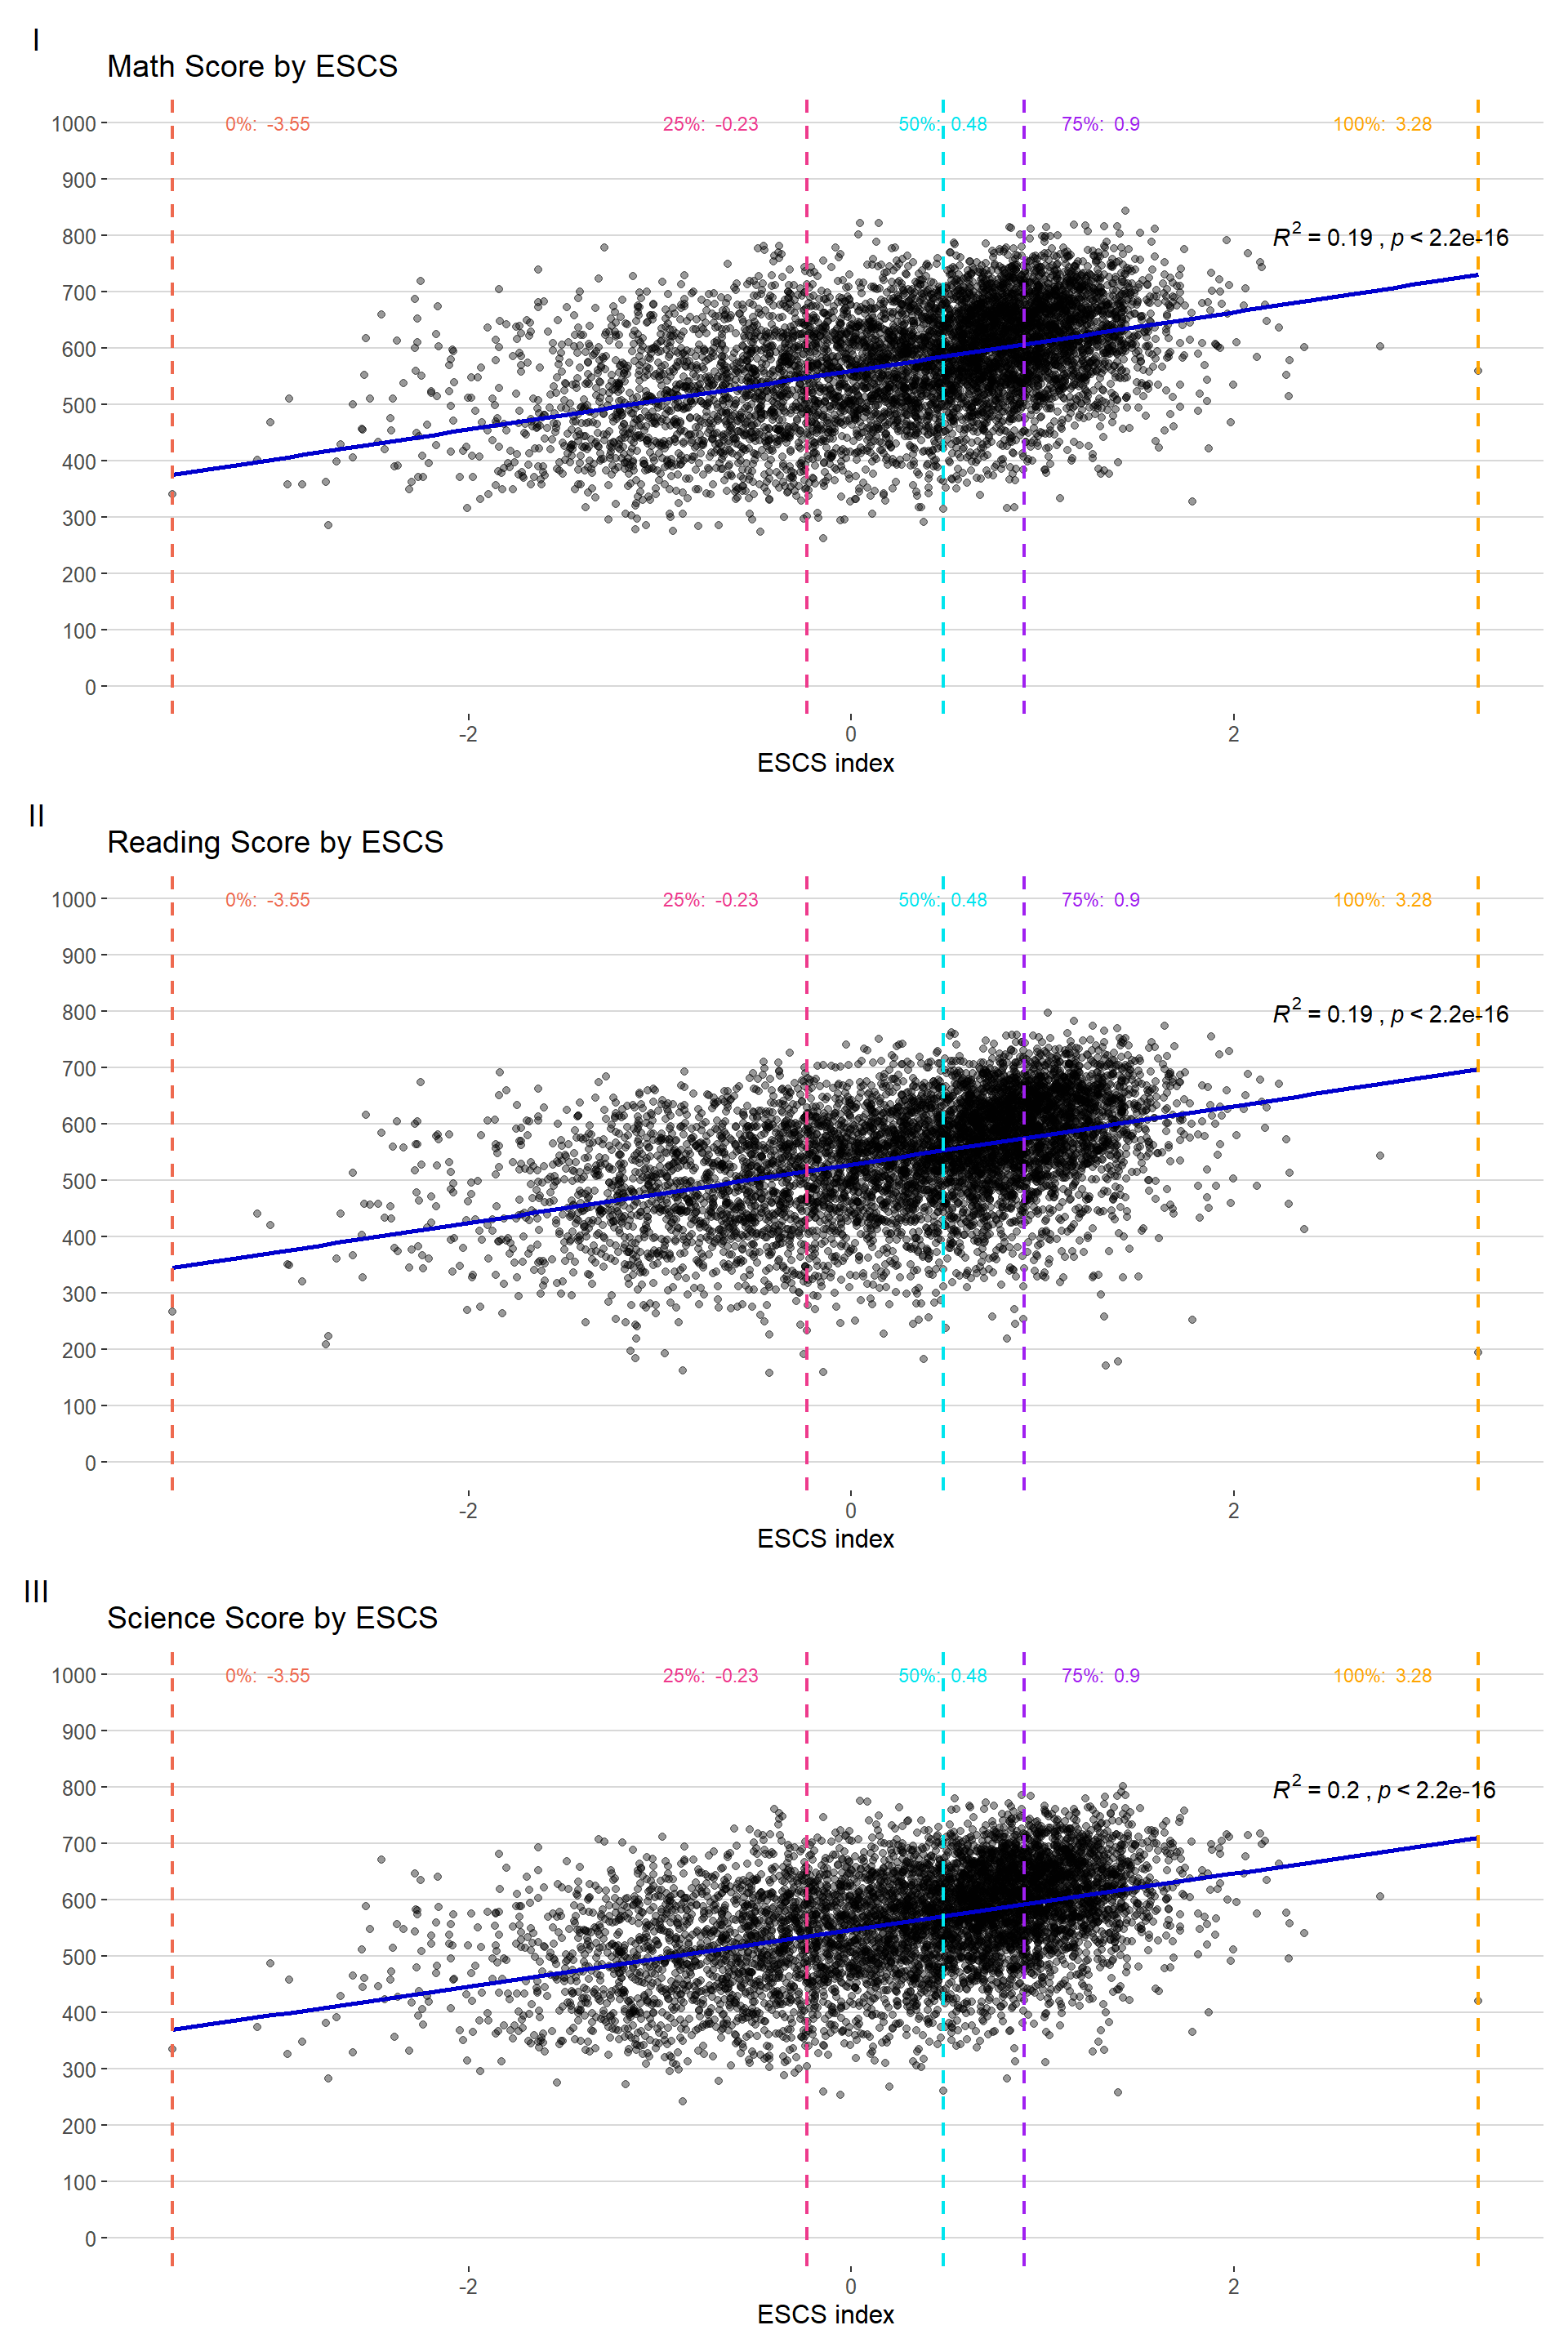 I
Math Score by ESCS
0%: -3.55 25%: -0.23 50%: 0.48 75%: 0.9 100%: 3.28
1000
900
800
R2 = 0.19 , p < 2.2e-16
700
600
500
400
300
200
100
0
-2 0 2
ESCS index
II
Reading Score by ESCS
0%: -3.55 25%: -0.23 50%: 0.48 75%: 0.9 100%: 3.28
1000
900
800
R2 = 0.19 , p < 2.2e-16
700
600
500
400
300
200
100
0
-2 0 2
ESCS index
III
Science Score by ESCS
0%: -3.55 25%: -0.23 50%: 0.48 75%: 0.9 100%: 3.28
1000
900
800
R2 = 0.2 , p < 2.2e-16
700
600
500
400
300
200
100
0
-2 0 2
ESCS index